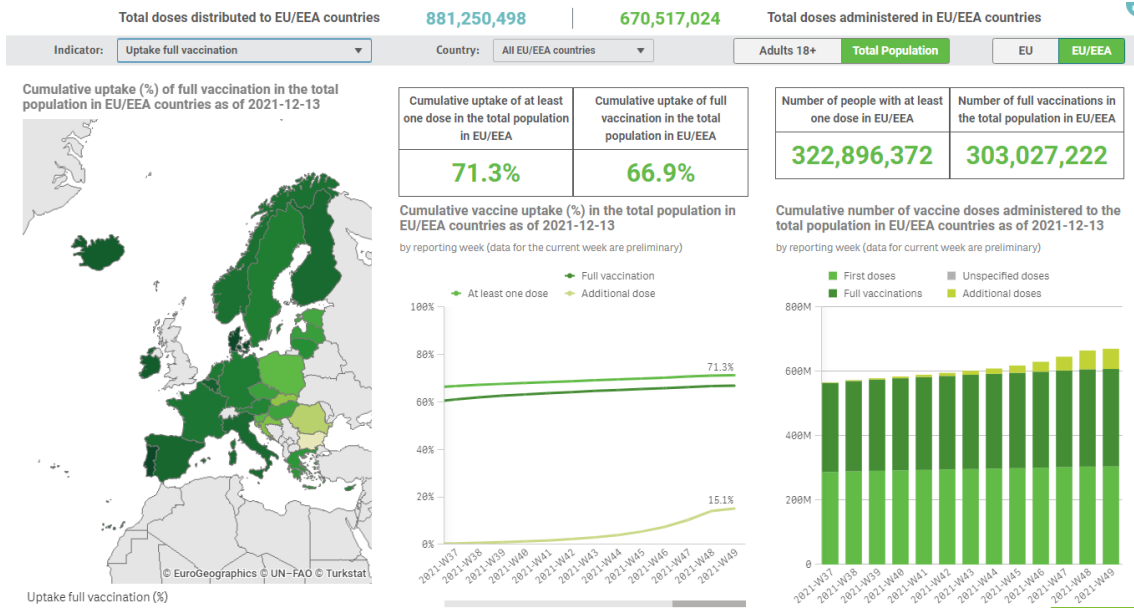 Total doses distributed to EU/EEA countries 881,250,498 670,517,024 Total doses administered in EU/EEA countries
Indicator: Uptake full vaccination Country: All EU/EEA countries Adults 18+ Total Population EU EU/EEA
Cumulative uptake (%) of full vaccination in the total
population in EU/EEA countries as of 2021-12-13
© EuroGeographics © UN–FAO © Turkstat
Uptake full vaccination (%)
Cumulative uptake of at least
one dose in the total population
in EU/EEA
71.3%
Cumulative uptake of full
vaccination in the total
population in EU/EEA
66.9%
Cumulative vaccine uptake (%) in the total population in
EU/EEA countries as of 2021-12-13
by reporting week (data for the current week are preliminary)
Full vaccination
At least one dose Additional dose
100%
80%
60%
40%
20%
0%
71.3%
15.1%
2021-W37 2021-W38 2021-W39 2021-W40 2021-W41 2021-W42 2021-W43 2021-W44 2021-W45 2021-W46 2021-W47 2021-W48 2021-W49
Number of people with at least
one dose in EU/EEA
322,896,372
Number of full vaccinations in
the total population in EU/EEA
303,027,222
Cumulative number of vaccine doses administered to the
total population in EU/EEA countries as of 2021-12-13
by reporting week (data for current week are preliminary)
First doses Unspecified doses
Full vaccinations Additional doses
800M
600M
400M
200M
0
2021-W37 2021-W38 2021-W39 2021-W40 2021-W41 2021-W42 2021-W43 2021-W44 2021-W45 2021-W46 2021-W47 2021-W48 2021-W49